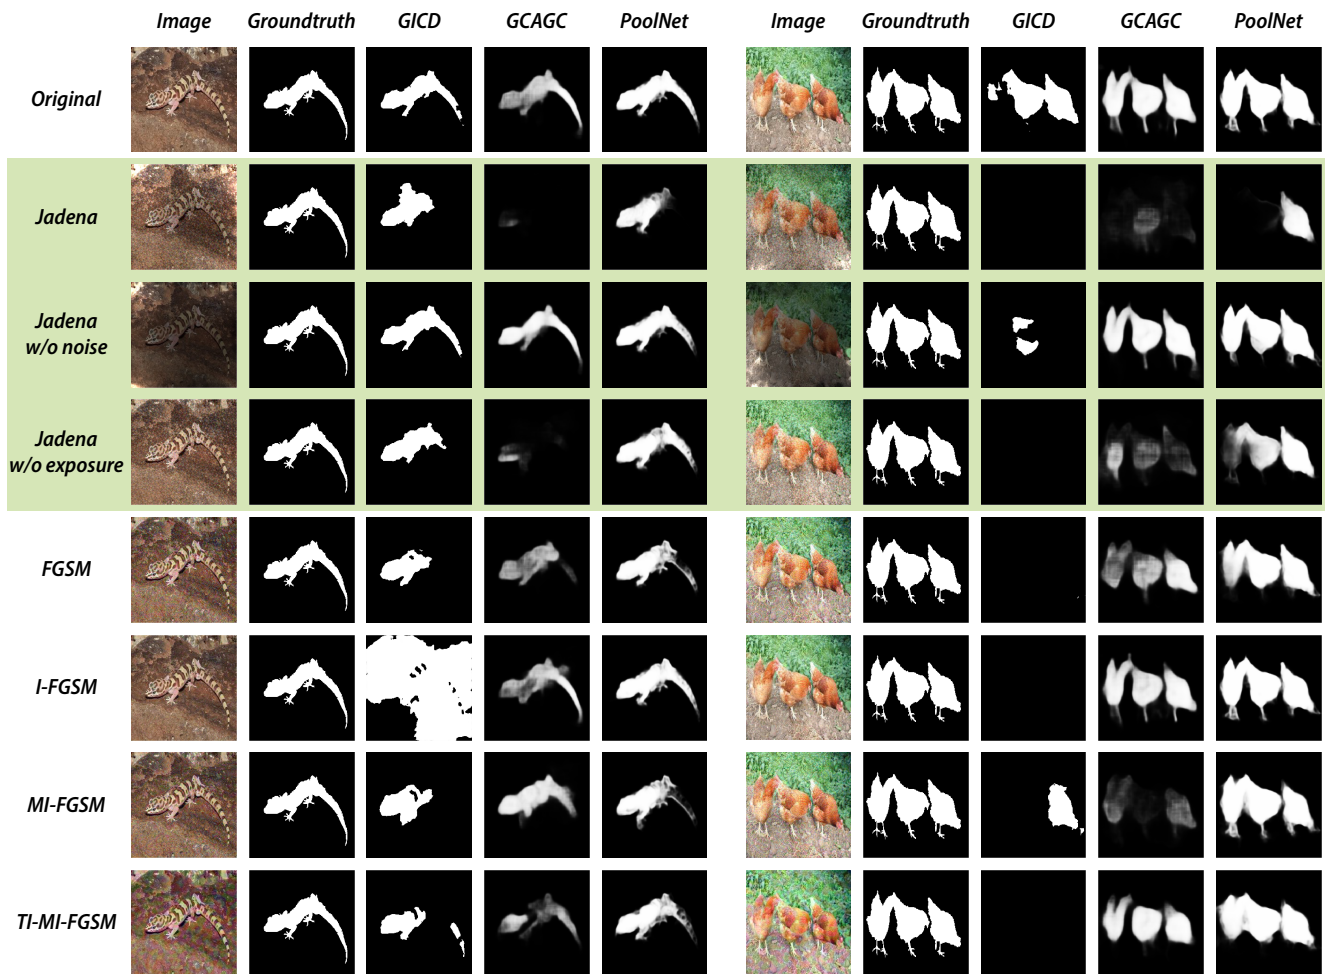 Image Groundtruth GICD GCAGC PoolNet Image Groundtruth GICD GCAGC PoolNet
Original
Jadena
Jadena
w/o noise
Jadena
w/o exposure
FGSM
I-FGSM
MI-FGSM
TI-MI-FGSM